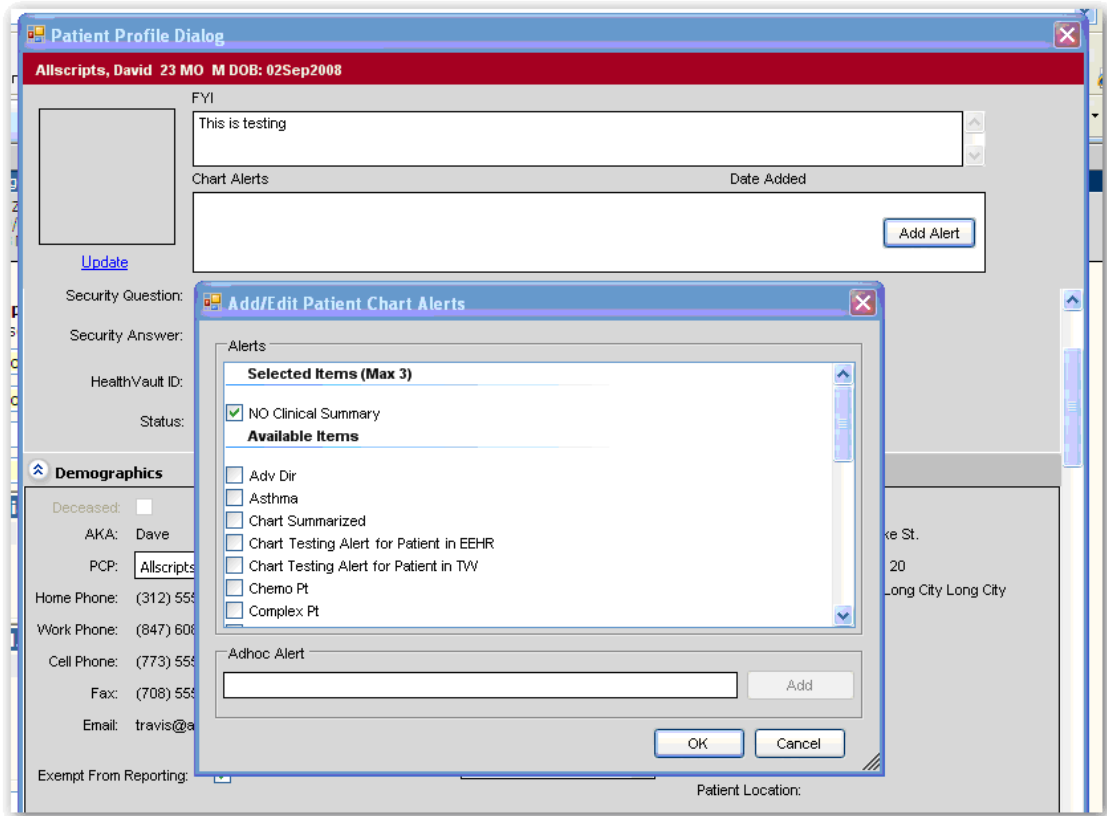 Patient Profile Dialog
Allscripts, David 23 MO M DOB: 02Sep2008
FYI
This is testing
Chart Alerts Date Added
Add Alert
Update
Security Question:
Security Answer:
HealthVault ID:
Status:
Add/Edit Patient Chart Alerts
Alerts
Selected Items (Max 3)
NO Clinical Summary
Available Items
Adv Dir
Asthma
Chart Summarized
Chart Testing Alert for Patient in EEHR
Chart Testing Alert for Patient in TW
Chemo Pt
Complex Pt
Adhoc Alert
Add
OK Cancel
Demographics
Deceased:
AKA: Dave
PCP: Allscripts
Home Phone: (312) 555
Work Phone: (847) 608
Cell Phone: (773) 555
Fax: (708) 555
Email: travis@a
Exempt From Reporting:
St.
20
Long City Long City
Patient Location: